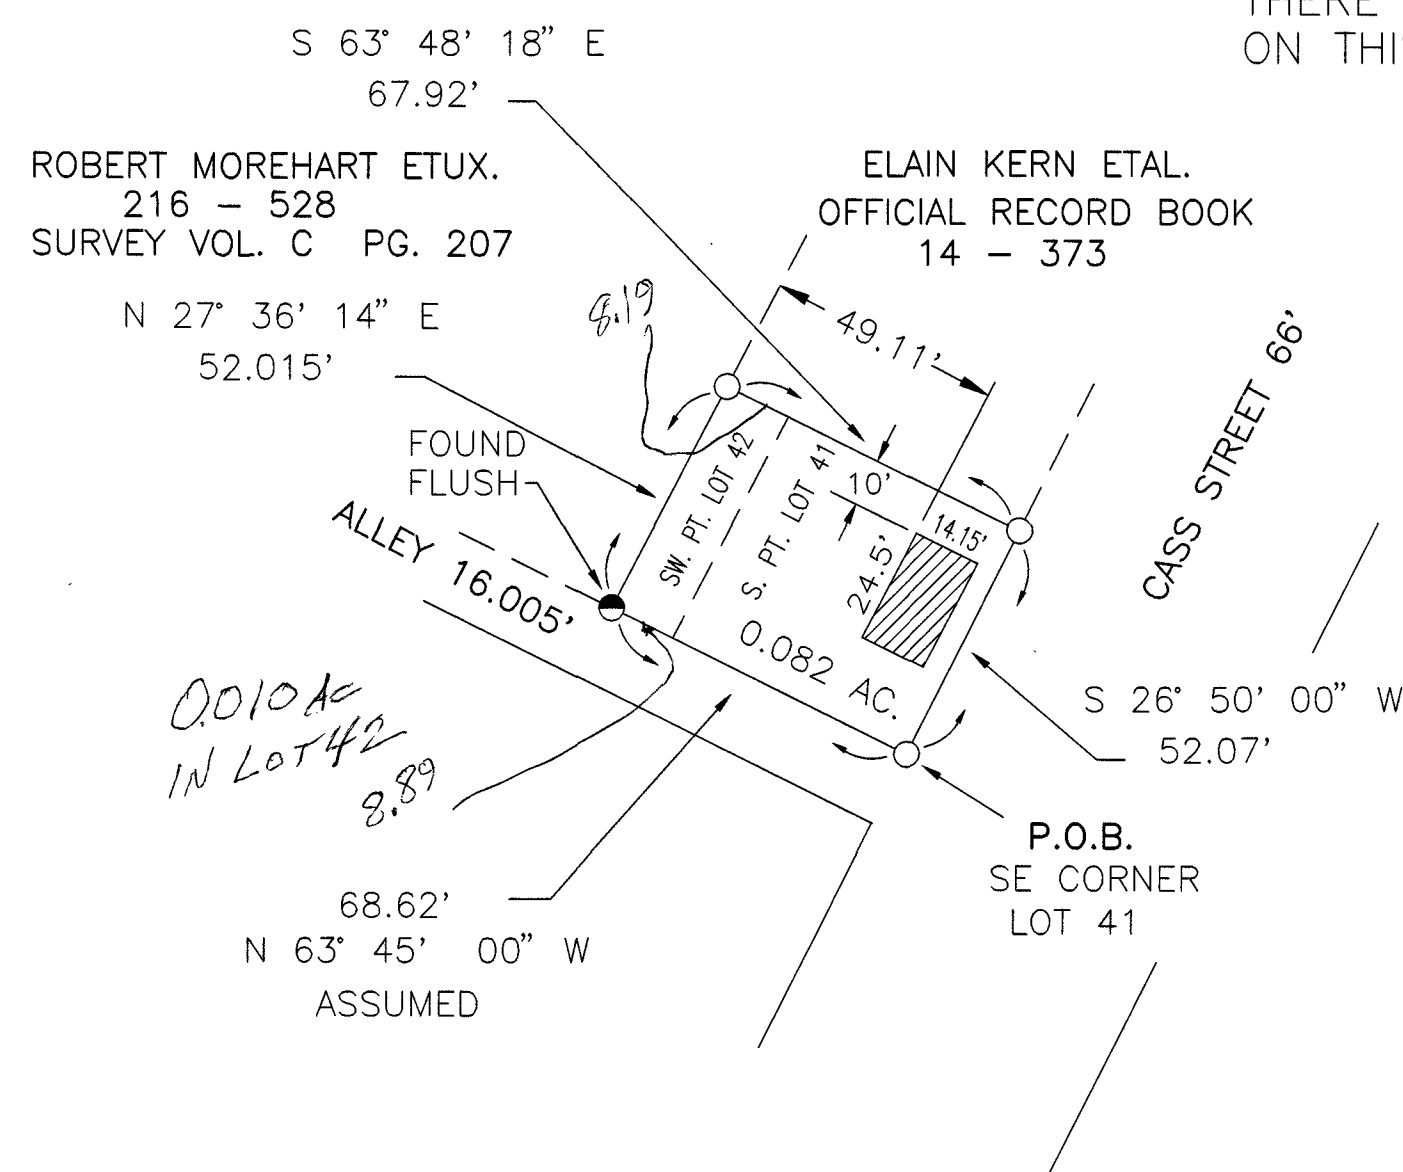 THERE
ON THI
S 63° 48' 18" E
67.92'
ROBERT MOREHART ETUX.
216 - 528
SURVEY VOL. C PG. 207
ELAIN KERN ETAL.
OFFICIAL RECORD BOOK
14 - 373
N 27° 36' 14" E
52.015'
8.19
49.11'
CASS STREET 66'
FOUND
FLUSH
SW. PT. LOT 42
S. PT. LOT 41
10'
14.15'
24.5'
ALLEY 16.005'
0.082 AC.
0.010 Ac
IN LOT 42
8.89
S 26° 50' 00" W
52.07'
P.O.B.
SE CORNER
LOT 41
68.62'
N 63° 45' 00" W
ASSUMED